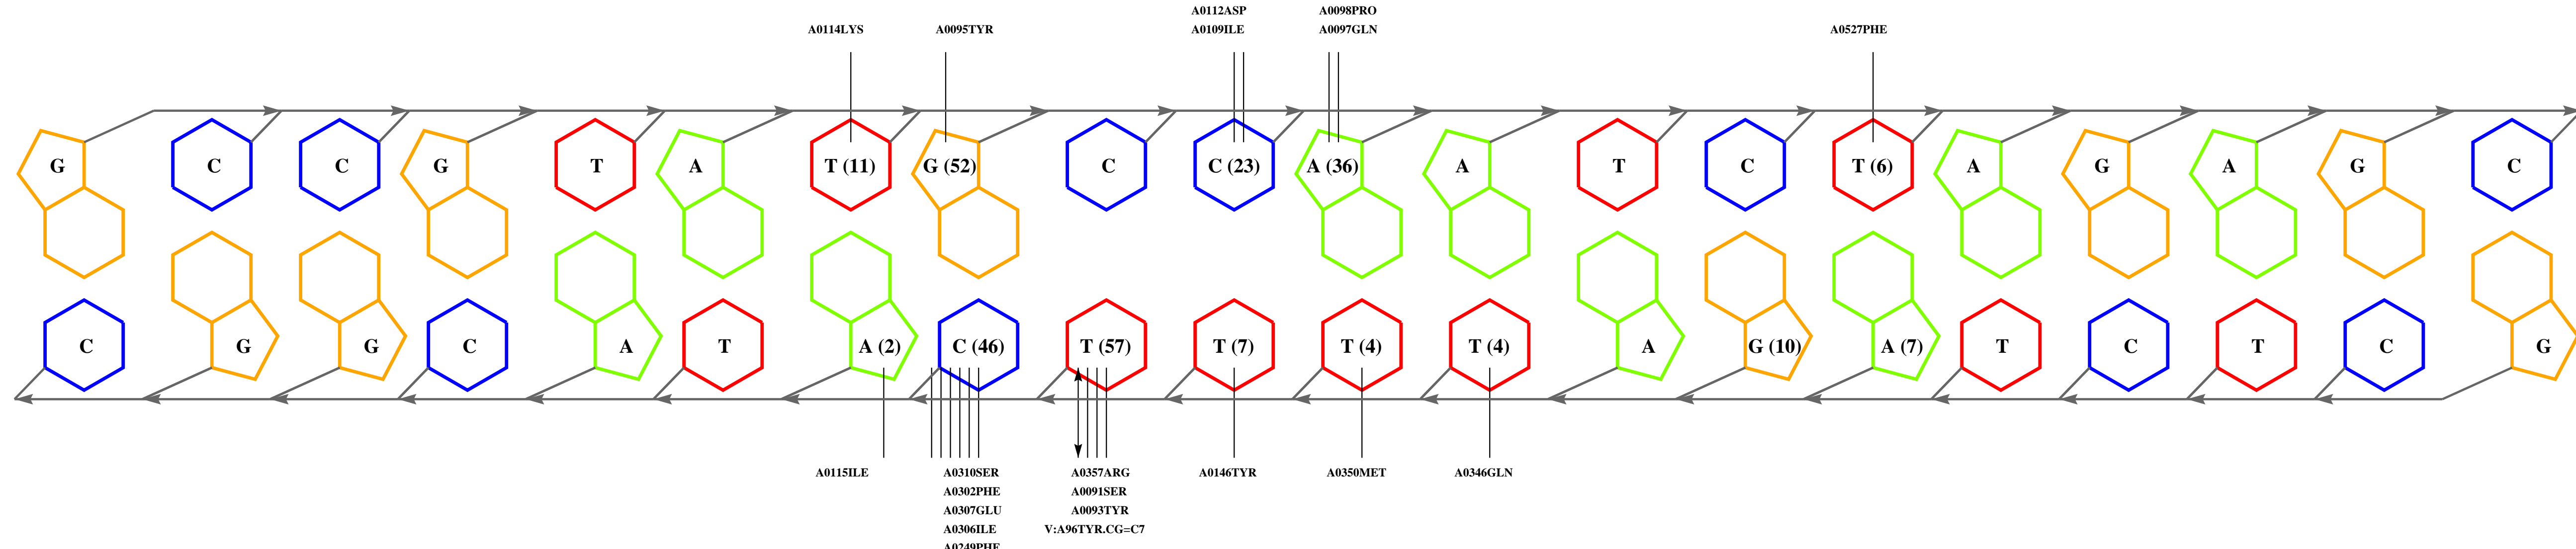 A0112ASP A0098PRO
A0114LYS A0095TYR A0109ILE A0097GLN A0527PHE
G C C G T A T (11) G (52) C C (23) A (36) A T C T (6) A G A G C
C G G C A T A (2) C (46) T (57) T (7) T (4) T (4) A G (10) A (7) T C T C G
A0115ILE A0310SER A0357ARG A0146TYR A0350MET A0346GLN
A0302PHE A0091SER
A0307GLU A0093TYR
A0306ILE V:A96TYR.CG=C7
A0249PHE